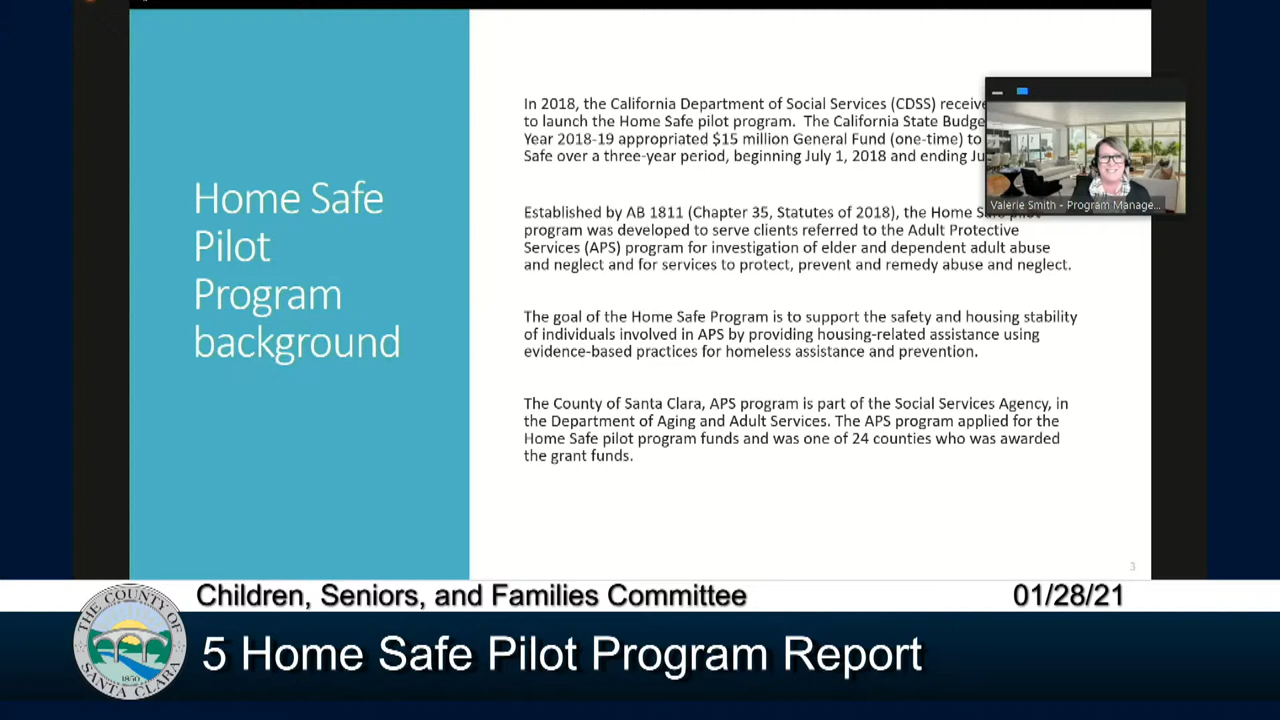 Home Safe
Pilot
Program
background
In 2018, the California Department of Social Services (CDSS)
to launch the Home Safe pilot program. The California State
Year 2018-19 appropriated $15 million General Fund (one-time) to
Safe over a three-year period, beginning July 1, 2018 and ending
Established by AB 1811 (Chapter 35, Statutes of 2018), the Home
program was developed to serve clients referred to the Adult Protective
Services (APS) program for investigation of elder and dependent adult abuse
and neglect and for services to protect, prevent and remedy abuse and neglect.
The goal of the Home Safe Program is to support the safety and housing stability
of individuals involved in APS by providing housing-related assistance using
evidence-based practices for homeless assistance and prevention.
The County of Santa Clara, APS program is part of the Social Services Agency, in
the Department of Aging and Adult Services. The APS program applied for the
Home Safe pilot program funds and was one of 24 counties who was awarded
the grant funds.
Valerie Smith - Program Manage...
3
Children, Seniors, and Families Committee
01/28/21
THE COUNTY OF
SANTA CLARA
1850
5 Home Safe Pilot Program Report